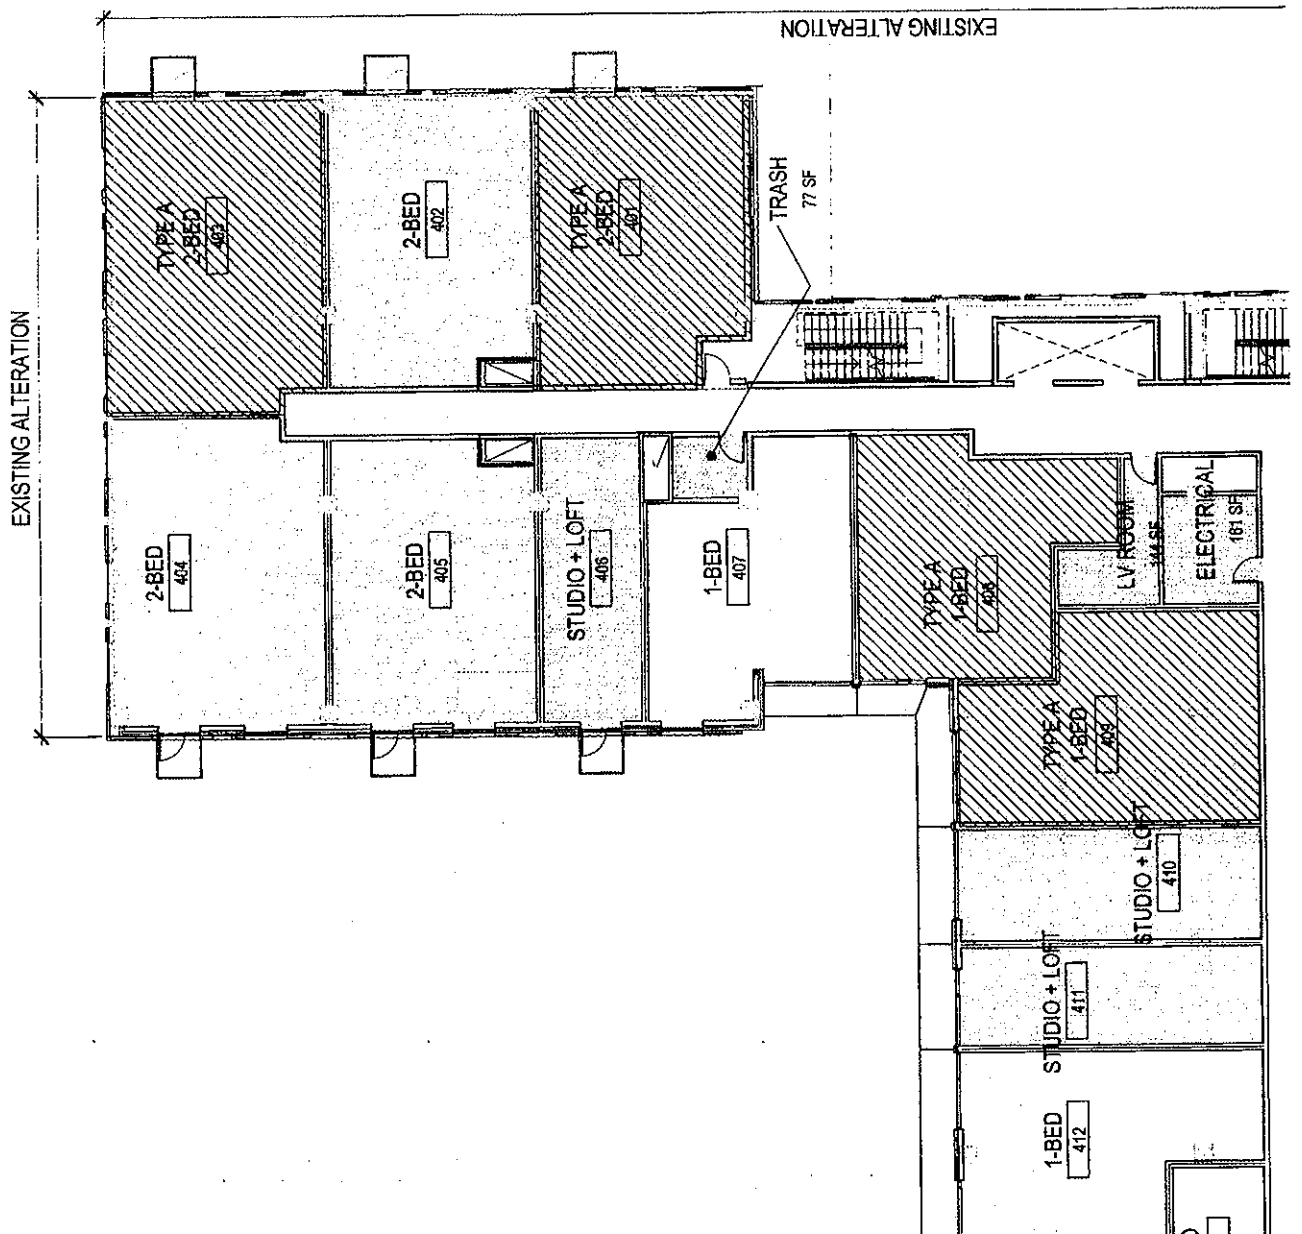 EXISTING ALTERATION
EXISTING ALTERATION
TYPE A
2-BED
403
2-BED
402
TYPE A
2-BED
401
TRASH
77 SF
2-BED
404
2-BED
405
STUDIO + LOFT
406
1-BED
407
TYPE A
1-BED
408
LV ROOM
144 SF
ELECTRICAL
161 SF
TYPE A
1-BED
409
STUDIO + LOFT
410
STUDIO + LOFT
411
1-BED
412